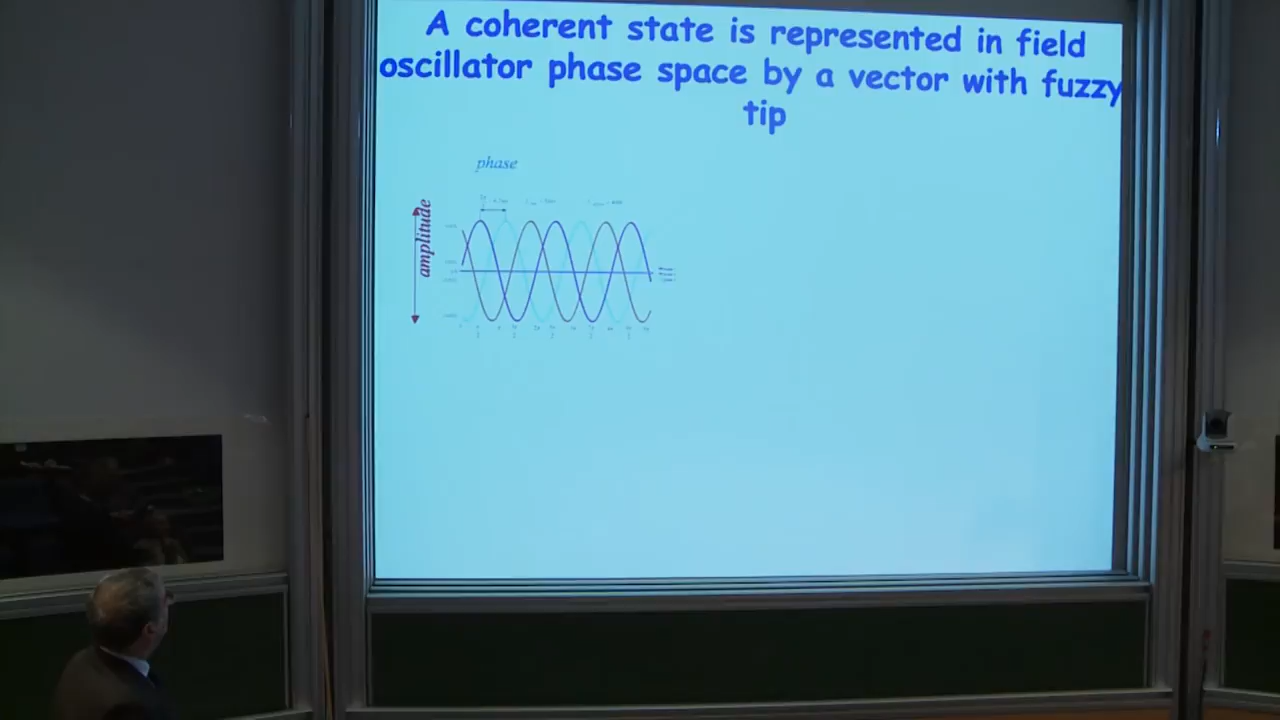 A coherent state is represented in field
oscillator phase space by a vector with fuzzy
tip
phase
amplitude